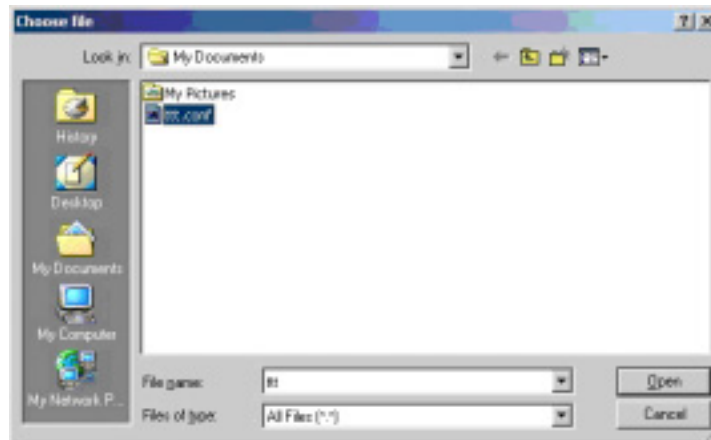 Choose file
Look in: My Documents
My Pictures
ttt.conf
History
Desktop
My Documents
My Computer
My Network P...
File name: ttt
Open
Files of type: All Files (*.*)
Cancel